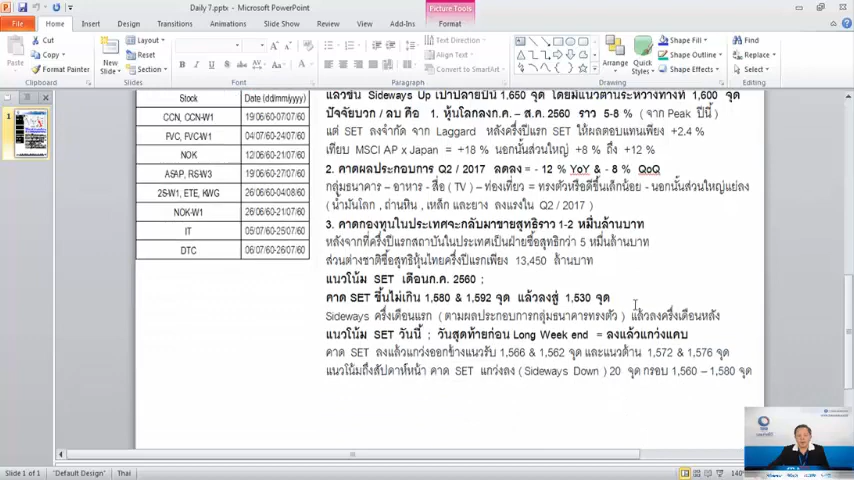 Daily 7.pptx - Microsoft PowerPoint
Picture Tools
File Home Insert Design Transitions Animations Slide Show Review View Add-Ins Format
Cut
Copy
Format Painter
Paste
Clipboard
New Slide
Layout
Reset
Section
Slides
Font
Paragraph
Text Direction
Align Text
Convert to SmartArt
Arrange
Quick Styles
Shape Fill
Shape Outline
Shape Effects
Drawing
Find
Replace
Select
Editing
1
Stock Date (dd/mm/yyyy)
CCN, CCN-W1 19/06/60-07/07/60
FVC, FVC-W1 04/07/60-24/07/60
NOK 12/06/60-21/07/60
ASAP, RS-W3 19/06/60-27/07/60
2S-W1, ETE, KWG 26/06/60-04/08/60
NOK-W1 26/06/60-21/07/60
IT 05/07/60-25/07/60
DTC 06/07/60-26/07/60
แล้วขึ้น Sideways Up เป้าปลายปีนี้ 1,650 จุด โดยมีแนวต้านระหว่างทางที่ 1,600 จุด
ปัจจัยบวก / ลบ คือ 1. หุ้นโลกลงก.ค. – ส.ค. 2560 ราว 5-8 % ( จาก Peak ปีนี้ )
แต่ SET ลงจำกัด จาก Laggard หลังครึ่งปีแรก SET ให้ผลตอบแทนเพียง +2.4 %
เทียบ MSCI AP x Japan = +18 % นอกนั้นส่วนใหญ่ +8 % ถึง +12 %
2. คาดผลประกอบการ Q2 / 2017 ลดลง = - 12 % YoY & - 8 % QoQ
กลุ่มธนาคาร – อาหาร - สื่อ ( TV ) – ท่องเที่ยว = ทรงตัวหรือดีขึ้นเล็กน้อย - นอกนั้นส่วนใหญ่แย่ลง
( น้ำมันโลก , ถ่านหิน , เหล็ก และยาง ลงแรงใน Q2 / 2017 )
3. คาดกองทุนในประเทศจะกลับมาขายสุทธิราว 1-2 หมื่นล้านบาท
หลังจากที่ครึ่งปีแรกสถาบันในประเทศเป็นฝ่ายซื้อสุทธิกว่า 5 หมื่นล้านบาท
ส่วนต่างชาติซื้อสุทธิหุ้นไทยครึ่งปีแรกเพียง 13,450 ล้านบาท
แนวโน้ม SET เดือนก.ค. 2560 ;
คาด SET ขึ้นไม่เกิน 1,580 & 1,592 จุด แล้วลงสู่ 1,530 จุด
Sideways ครึ่งเดือนแรก ( ตามผลประกอบการกลุ่มธนาคารทรงตัว ) แล้วลงครึ่งเดือนหลัง
แนวโน้ม SET วันนี้ ; วันสุดท้ายก่อน Long Week end = ลงแล้วแกว่งแคบ
คาด SET ลงแล้วแกว่งออกข้างแนวรับ 1,566 & 1,562 จุด และแนวต้าน 1,572 & 1,576 จุด
แนวโน้มถึงสัปดาห์หน้า คาด SET แกว่งลง ( Sideways Down ) 20 จุด กรอบ 1,560 – 1,580 จุด
Slide 1 of 1 "Default Design" Thai